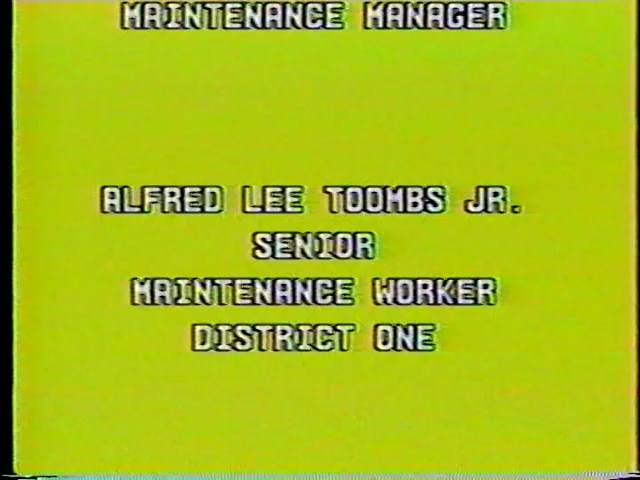 MAINTENANCE MANAGER
ALFRED LEE TOOMBS JR.
SENIOR
MAINTENANCE WORKER
DISTRICT ONE